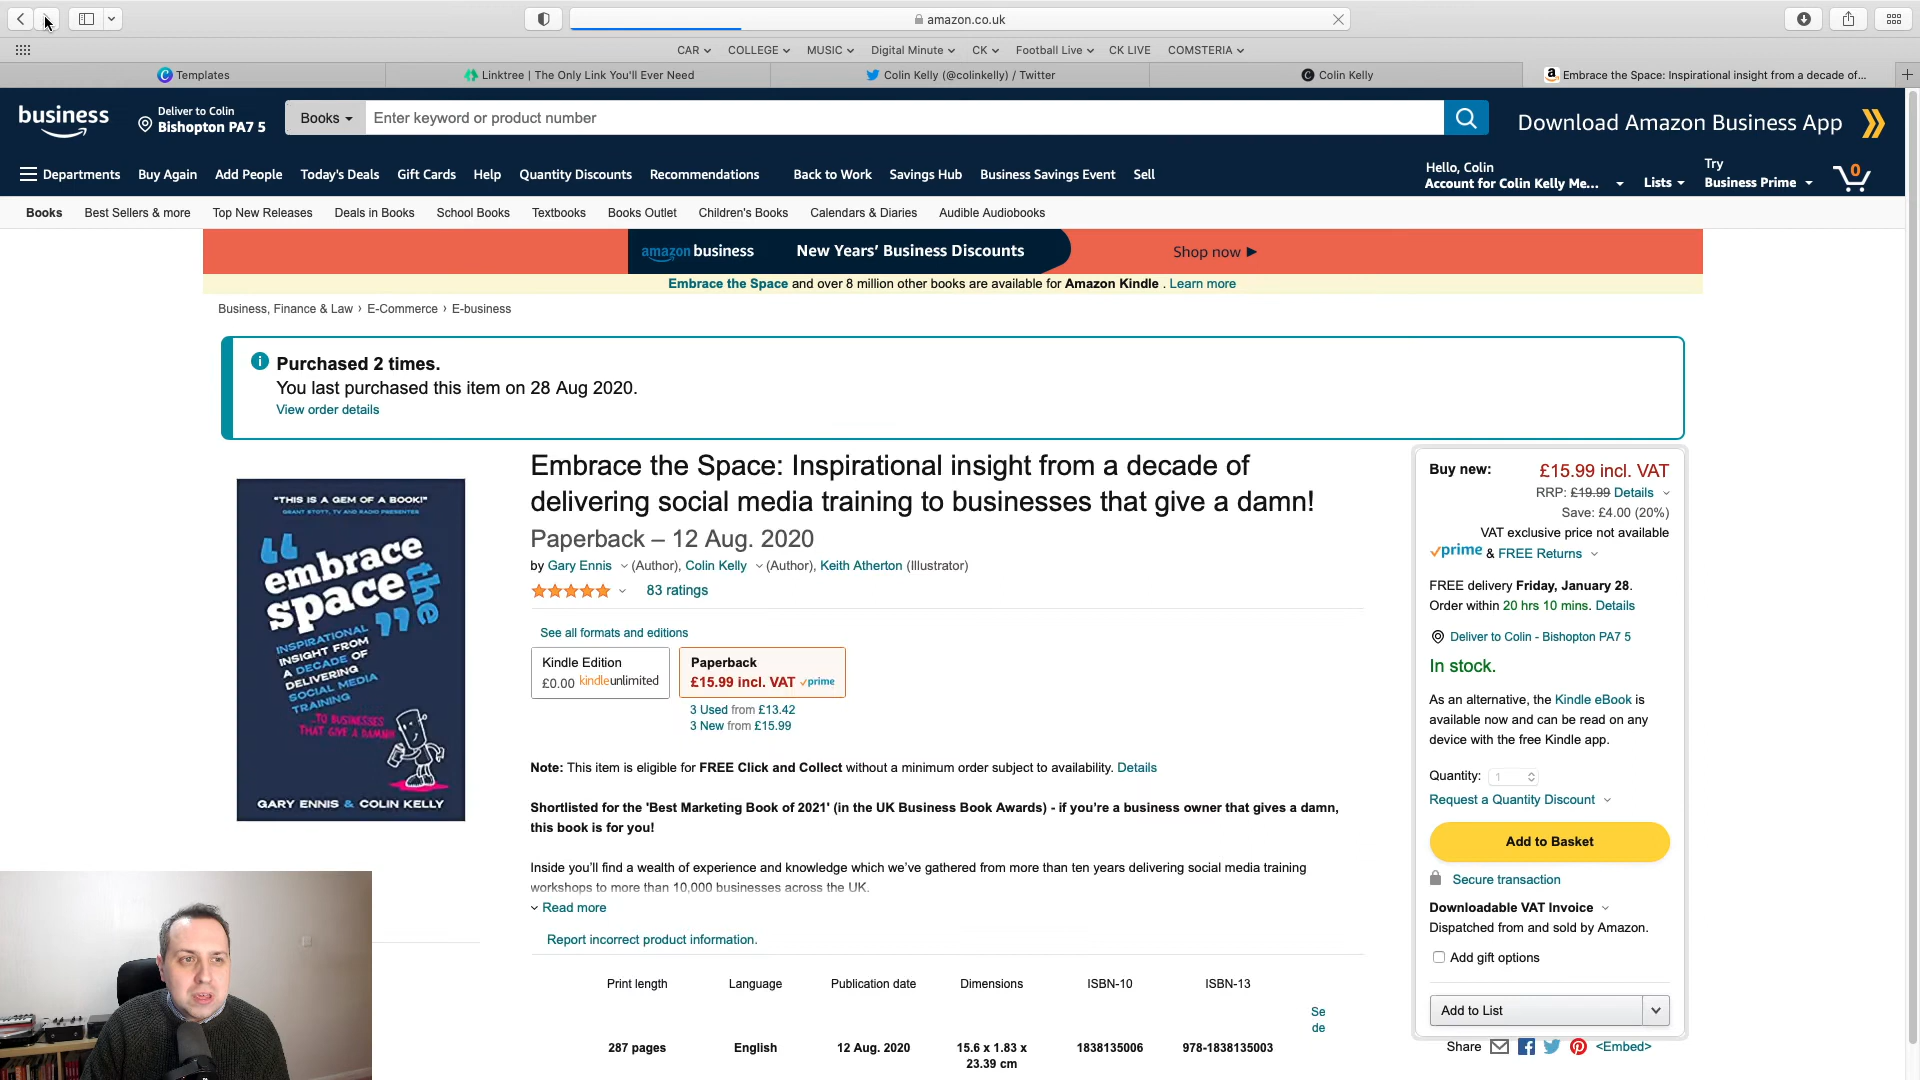 amazon.co.uk
CAR COLLEGE MUSIC Digital Minute CK Football Live CK LIVE COMSTERIA
Templates
Linktree | The Only Link You'll Ever Need
Colin Kelly (@colinkelly) / Twitter
Colin Kelly
Embrace the Space: Inspirational insight from a decade of...
business
Deliver to Colin
Bishopton PA7 5
Books
Enter keyword or product number
Download Amazon Business App
Departments Buy Again Add People Today's Deals Gift Cards Help Quantity Discounts Recommendations Back to Work Savings Hub Business Savings Event Sell
Hello, Colin
Account for Colin Kelly Me...
Lists
Try
Business Prime
0
Books Best Sellers & more Top New Releases Deals in Books School Books Textbooks Books Outlet Children's Books Calendars & Diaries Audible Audiobooks
amazon business New Years' Business Discounts Shop now
Embrace the Space and over 8 million other books are available for Amazon Kindle . Learn more
Business, Finance & Law › E-Commerce › E-business
Purchased 2 times.
You last purchased this item on 28 Aug 2020.
View order details
"THIS IS A GEM OF A BOOK!"
GRANT STOTT, TV AND RADIO PRESENTER
embrace
the
space
INSPIRATIONAL
INSIGHT FROM
A DECADE OF
DELIVERING
SOCIAL MEDIA
TRAINING
...TO BUSINESSES
THAT GIVE A DAMN!
GARY ENNIS & COLIN KELLY
Embrace the Space: Inspirational insight from a decade of
delivering social media training to businesses that give a damn!
Paperback – 12 Aug. 2020
by Gary Ennis (Author), Colin Kelly (Author), Keith Atherton (Illustrator)
83 ratings
See all formats and editions
Kindle Edition
£0.00 kindleunlimited
Paperback
£15.99 incl. VAT prime
3 Used from £13.42
3 New from £15.99
Note: This item is eligible for FREE Click and Collect without a minimum order subject to availability. Details
Shortlisted for the 'Best Marketing Book of 2021' (in the UK Business Book Awards) - if you're a business owner that gives a damn,
this book is for you!
Inside you'll find a wealth of experience and knowledge which we've gathered from more than ten years delivering social media training
workshops to more than 10,000 businesses across the UK.
Read more
Report incorrect product information.
Print length Language Publication date Dimensions ISBN-10 ISBN-13
Se
de
287 pages English 12 Aug. 2020 15.6 x 1.83 x 1838135006 978-1838135003
23.39 cm
Buy new: £15.99 incl. VAT
RRP: £19.99 Details
Save: £4.00 (20%)
VAT exclusive price not available
prime & FREE Returns
FREE delivery Friday, January 28.
Order within 20 hrs 10 mins. Details
Deliver to Colin - Bishopton PA7 5
In stock.
As an alternative, the Kindle eBook is
available now and can be read on any
device with the free Kindle app.
Quantity: 1
Request a Quantity Discount
Add to Basket
Secure transaction
Downloadable VAT Invoice
Dispatched from and sold by Amazon.
Add gift options
Add to List
Share <Embed>